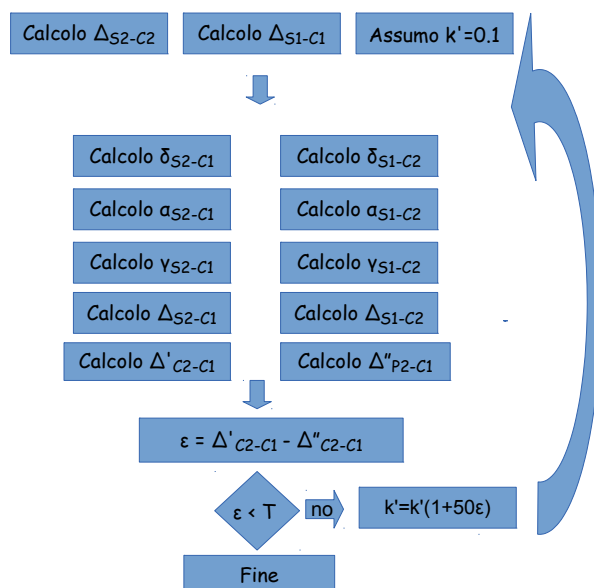 Calcolo ΔS2-C2 Calcolo ΔS1-C1 Assumo k'=0.1
Calcolo δS2-C1 Calcolo δS1-C2
Calcolo αS2-C1 Calcolo αS1-C2
Calcolo γS2-C1 Calcolo γS1-C2
Calcolo ΔS2-C1 Calcolo ΔS1-C2
Calcolo Δ'C2-C1 Calcolo Δ"P2-C1
ε = Δ'C2-C1 - Δ"C2-C1
ε < T no k'=k'(1+50ε)
Fine